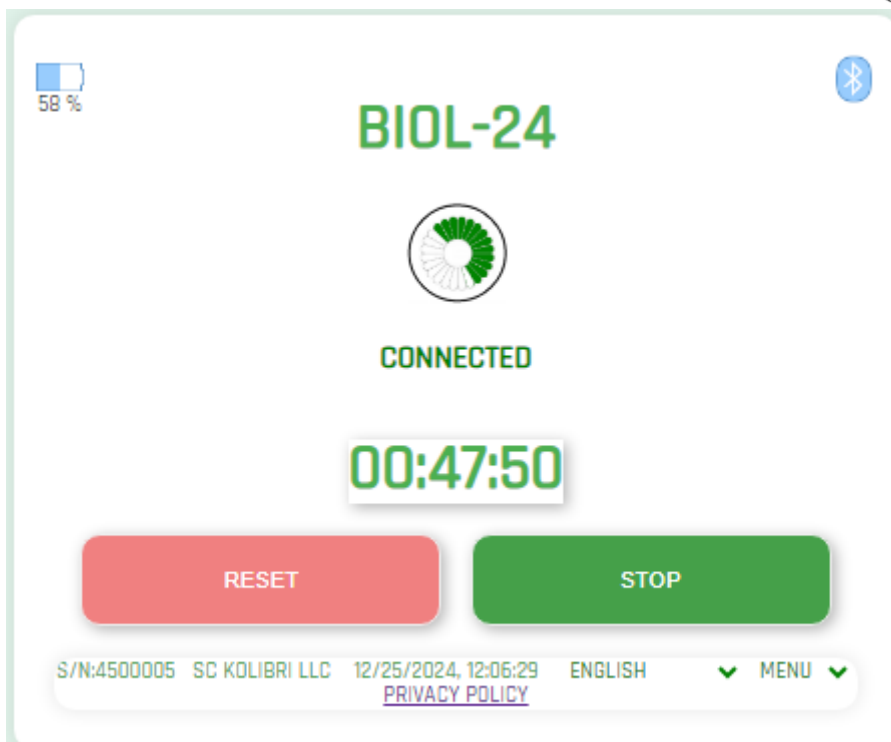 58 %
BIOL-24
CONNECTED
00:47:50
RESET
STOP
S/N:4500005 SC KOLIBRI LLC 12/25/2024, 12:06:29 ENGLISH MENU
PRIVACY POLICY